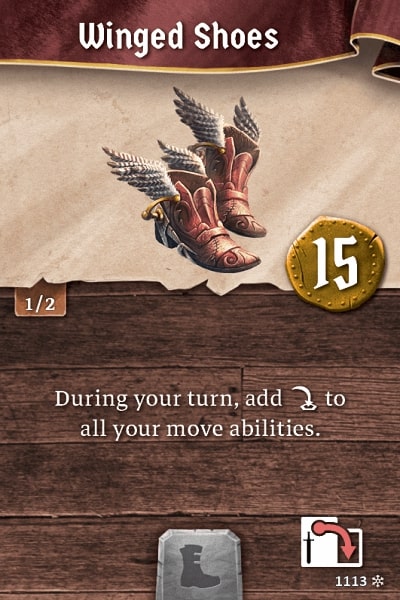 Winged Shoes
15
1/2
During your turn, add to
all your move abilities.
1113